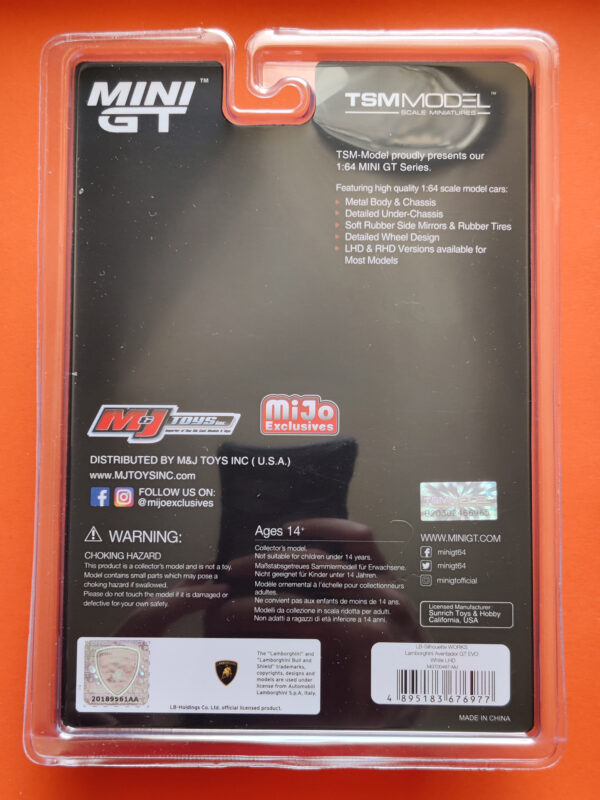 MINI GT ™
TSMMODEL™
SCALE MINIATURES
TSM-Model proudly presents our
1:64 MINI GT Series.
Featuring high quality 1:64 scale model cars:
Metal Body & Chassis
Detailed Under-Chassis
Soft Rubber Side Mirrors & Rubber Tires
Detailed Wheel Design
LHD & RHD Versions available for
Most Models
M&J TOYS INC.
MiJo
Exclusives
DISTRIBUTED BY M&J TOYS INC ( U.S.A.)
www.MJTOYSINC.com
FOLLOW US ON:
@mijoexclusives
WARNING:
CHOKING HAZARD
This product is a collector's model and is not a toy.
Model contains small parts which may pose a
choking hazard if swallowed.
Please do not touch the model if it is damaged or
defective for your own safety.
Ages 14+
Collector's model.
Not suitable for children under 14 years.
Maßstabsgetreues Sammlermodell für Erwachsene.
Nicht geeignet für Kinder unter 14 Jahren.
Modèle ornemental à l'échelle pour collectionneurs
adultes.
Ne convient pas aux enfants de moins de 14 ans.
Modelli da collezione in scala ridotta per adulti.
Non adatti a ragazzi di età inferiore a 14 anni.
WWW.MINIGT.COM
minigt64
minigt64
minigtofficial
Licensed Manufacturer:
Sunrich Toys & Hobby
California, USA
20189561AA
The "Lamborghini" and
"Lamborghini Bull and
Shield" trademarks,
copyrights, designs and
models are used under
license from Automobili
Lamborghini S.p.A, Italy.
LB-Holdings Co. Ltd. official licensed product.
LB-Silhouette WORKS
Lamborghini Aventador GT EVO
White LHD
4 895183 676977
MADE IN CHINA